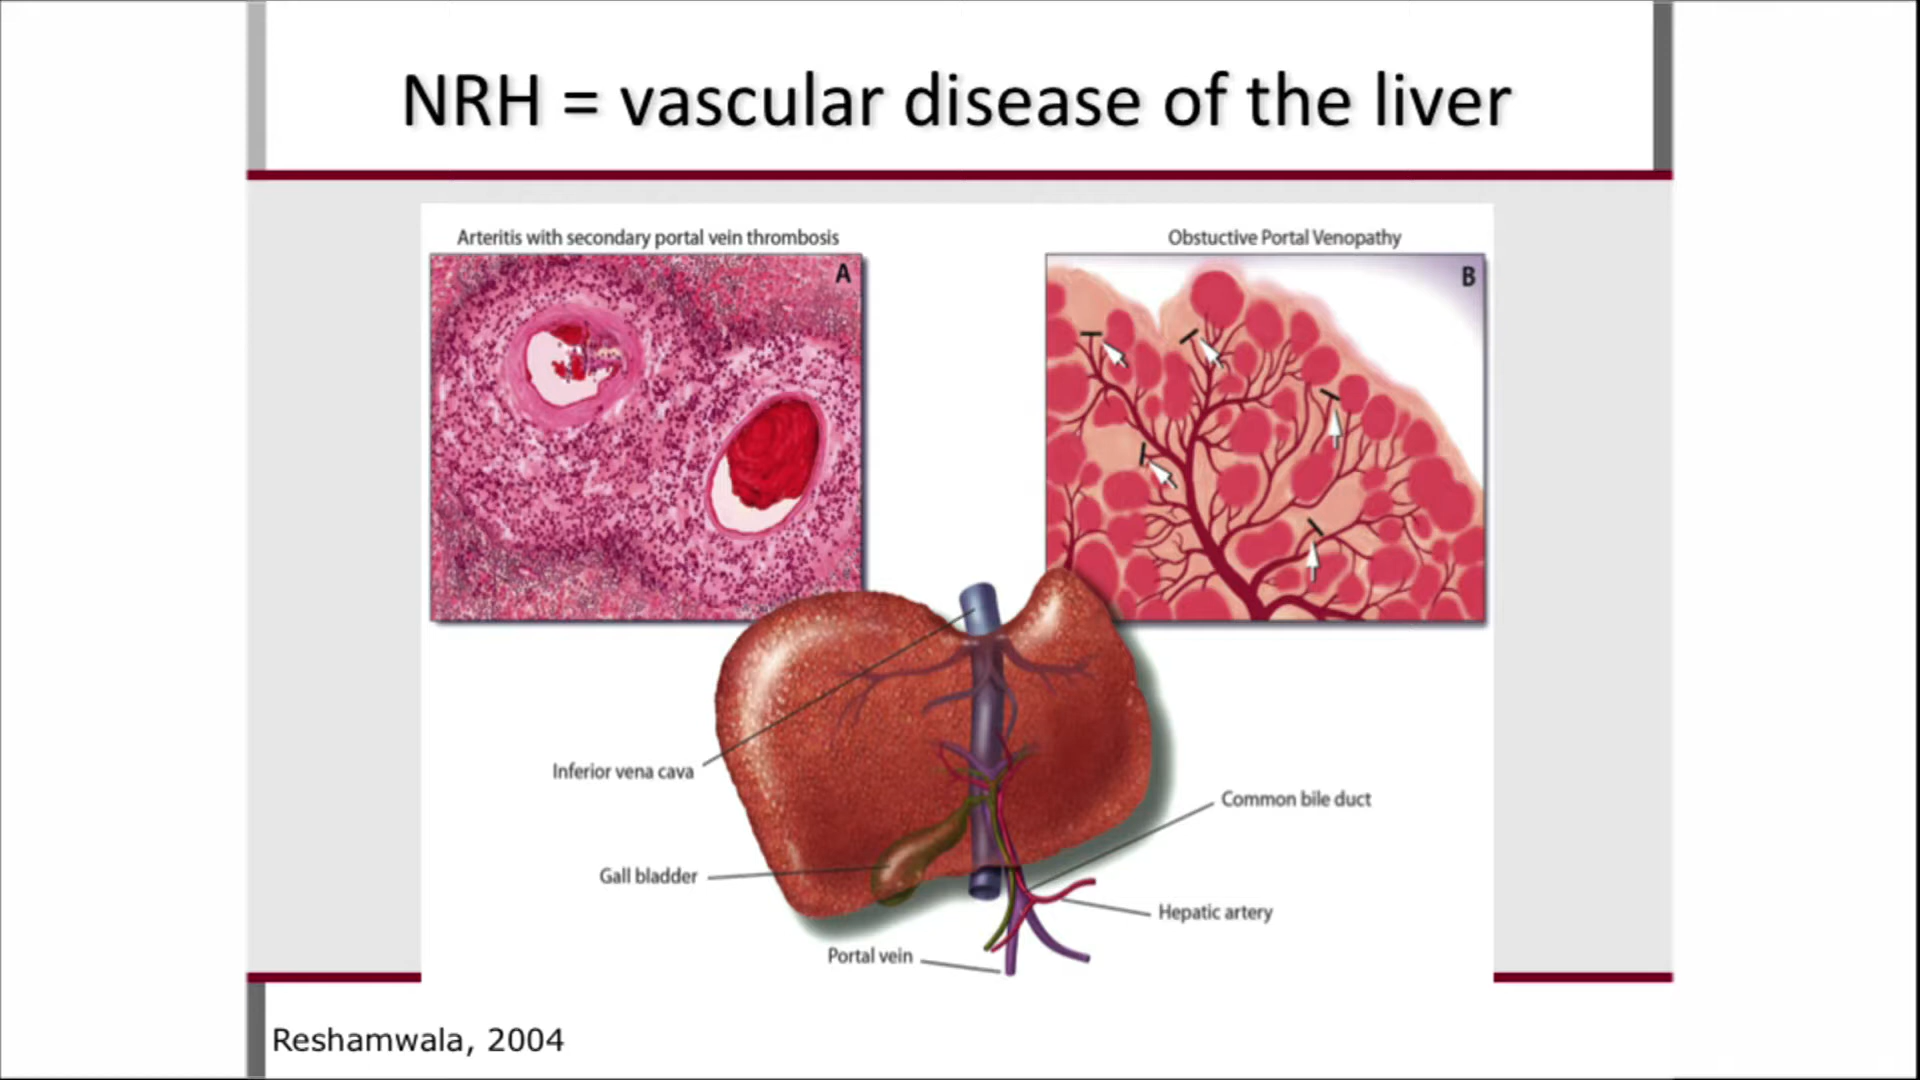 NRH = vascular disease of the liver
Arteritis with secondary portal vein thrombosis
A
Obstuctive Portal Venopathy
B
Inferior vena cava
Common bile duct
Gall bladder
Hepatic artery
Portal vein
Reshamwala, 2004